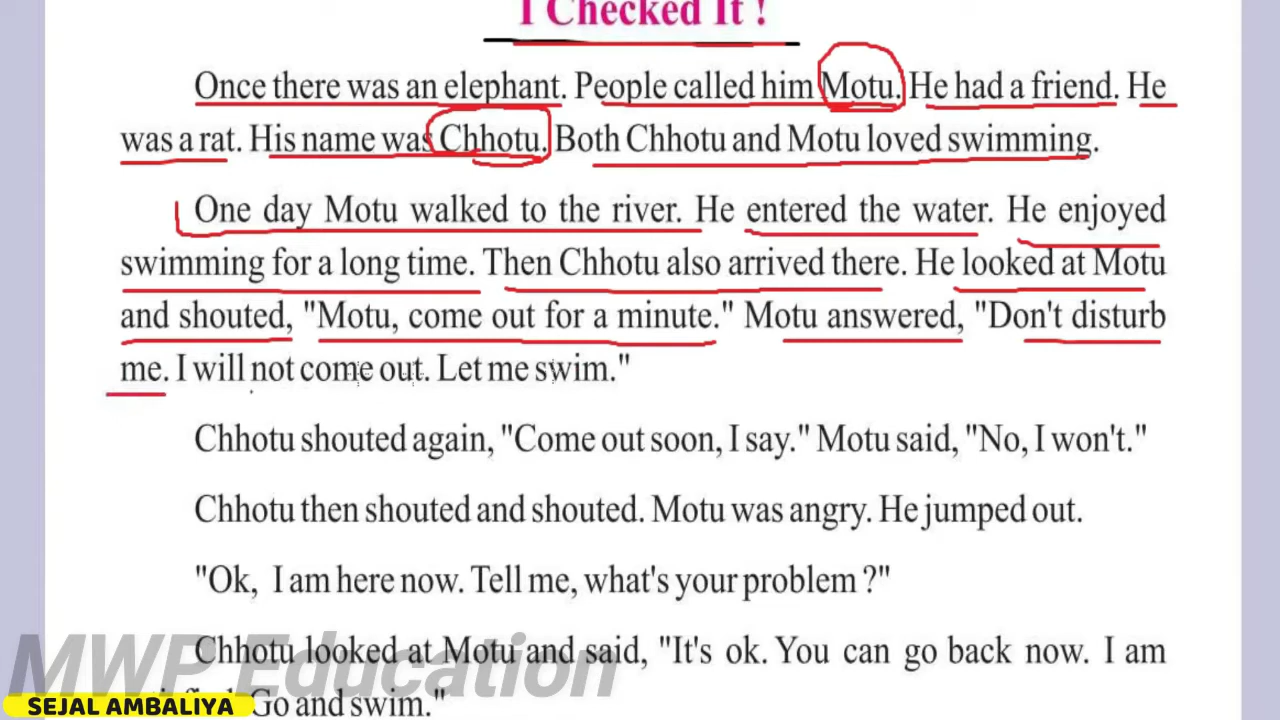 I Checked It !
Once there was an elephant. People called him Motu. He had a friend. He
was a rat. His name was Chhotu. Both Chhotu and Motu loved swimming.
One day Motu walked to the river. He entered the water. He enjoyed
swimming for a long time. Then Chhotu also arrived there. He looked at Motu
and shouted, "Motu, come out for a minute." Motu answered, "Don't disturb
me. I will not come out. Let me swim."
Chhotu shouted again, "Come out soon, I say." Motu said, "No, I won't."
Chhotu then shouted and shouted. Motu was angry. He jumped out.
"Ok, I am here now. Tell me, what's your problem ?"
Chhotu looked at Motu and said, "It's ok. You can go back now. I am
Go and swim."
MWP Education
SEJAL AMBALIYA